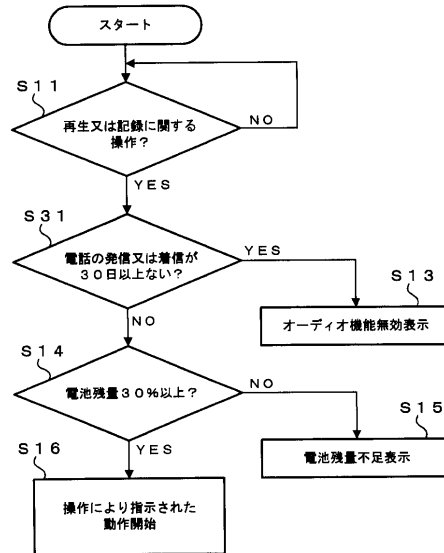 スタート
S11
再生又は記録に関する
操作?
NO
YES
S31
電話の発信又は着信が
30日以上ない?
YES
S13
オーディオ機能無効表示
NO
S14
電池残量30%以上?
NO
S15
電池残量不足表示
YES
S16
操作により指示された
動作開始